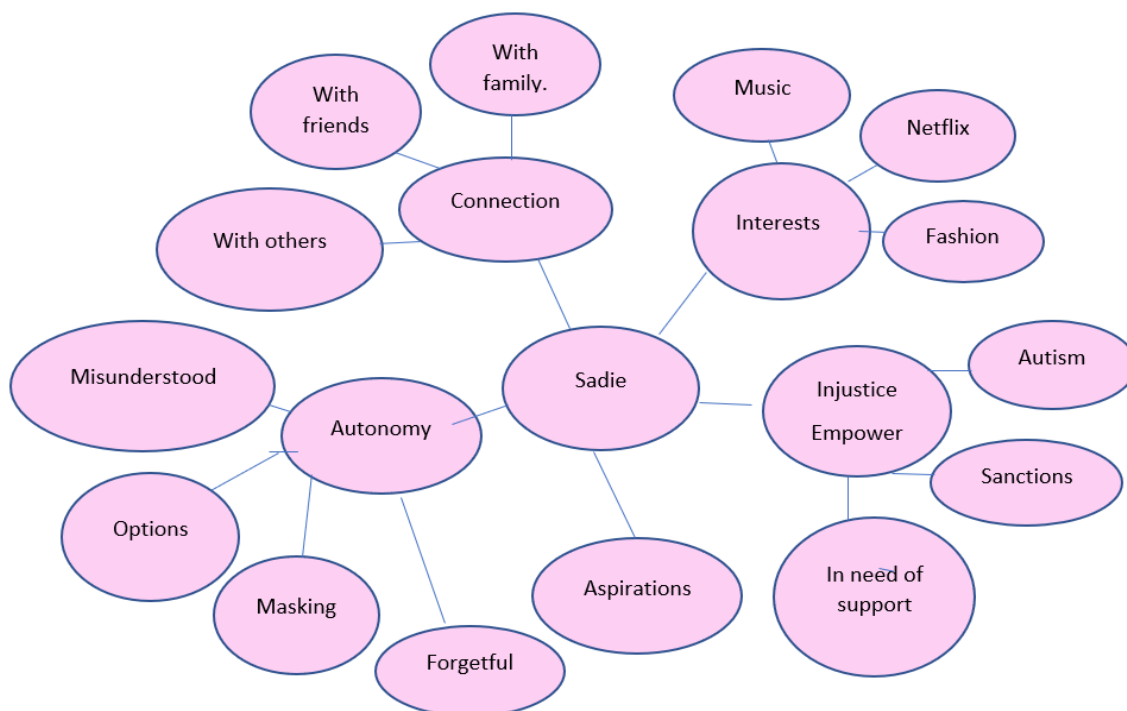 With
family.
With
friends
Music
Netflix
Connection
Interests
With others
Fashion
Misunderstood
Sadie
Autism
Injustice
Empower
Autonomy
Sanctions
Options
In need of
support
Masking
Aspirations
Forgetful